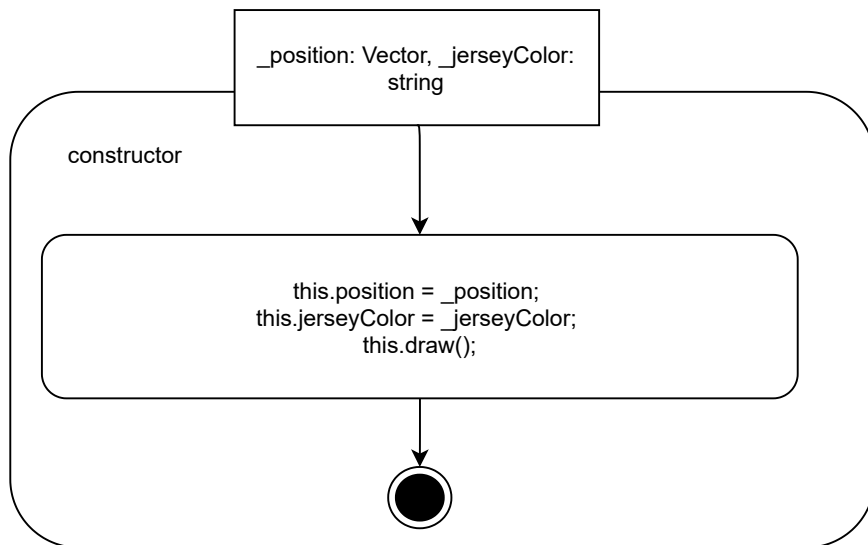 _position: Vector, _jerseyColor:
string
constructor
this.position = _position;
this.jerseyColor = _jerseyColor;
this.draw();